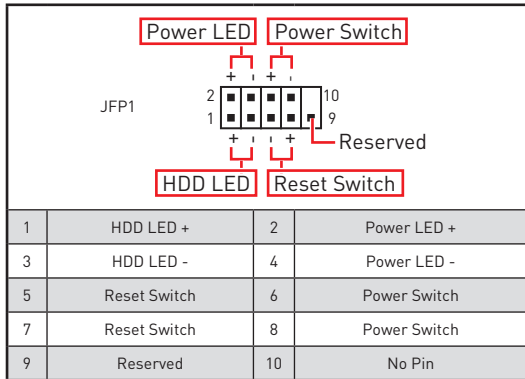 Power LED Power Switch
+ - + -
JFP1
2 10
1 9
+ - - +
Reserved
HDD LED Reset Switch
1 HDD LED + 2 Power LED +
3 HDD LED - 4 Power LED -
5 Reset Switch 6 Power Switch
7 Reset Switch 8 Power Switch
9 Reserved 10 No Pin